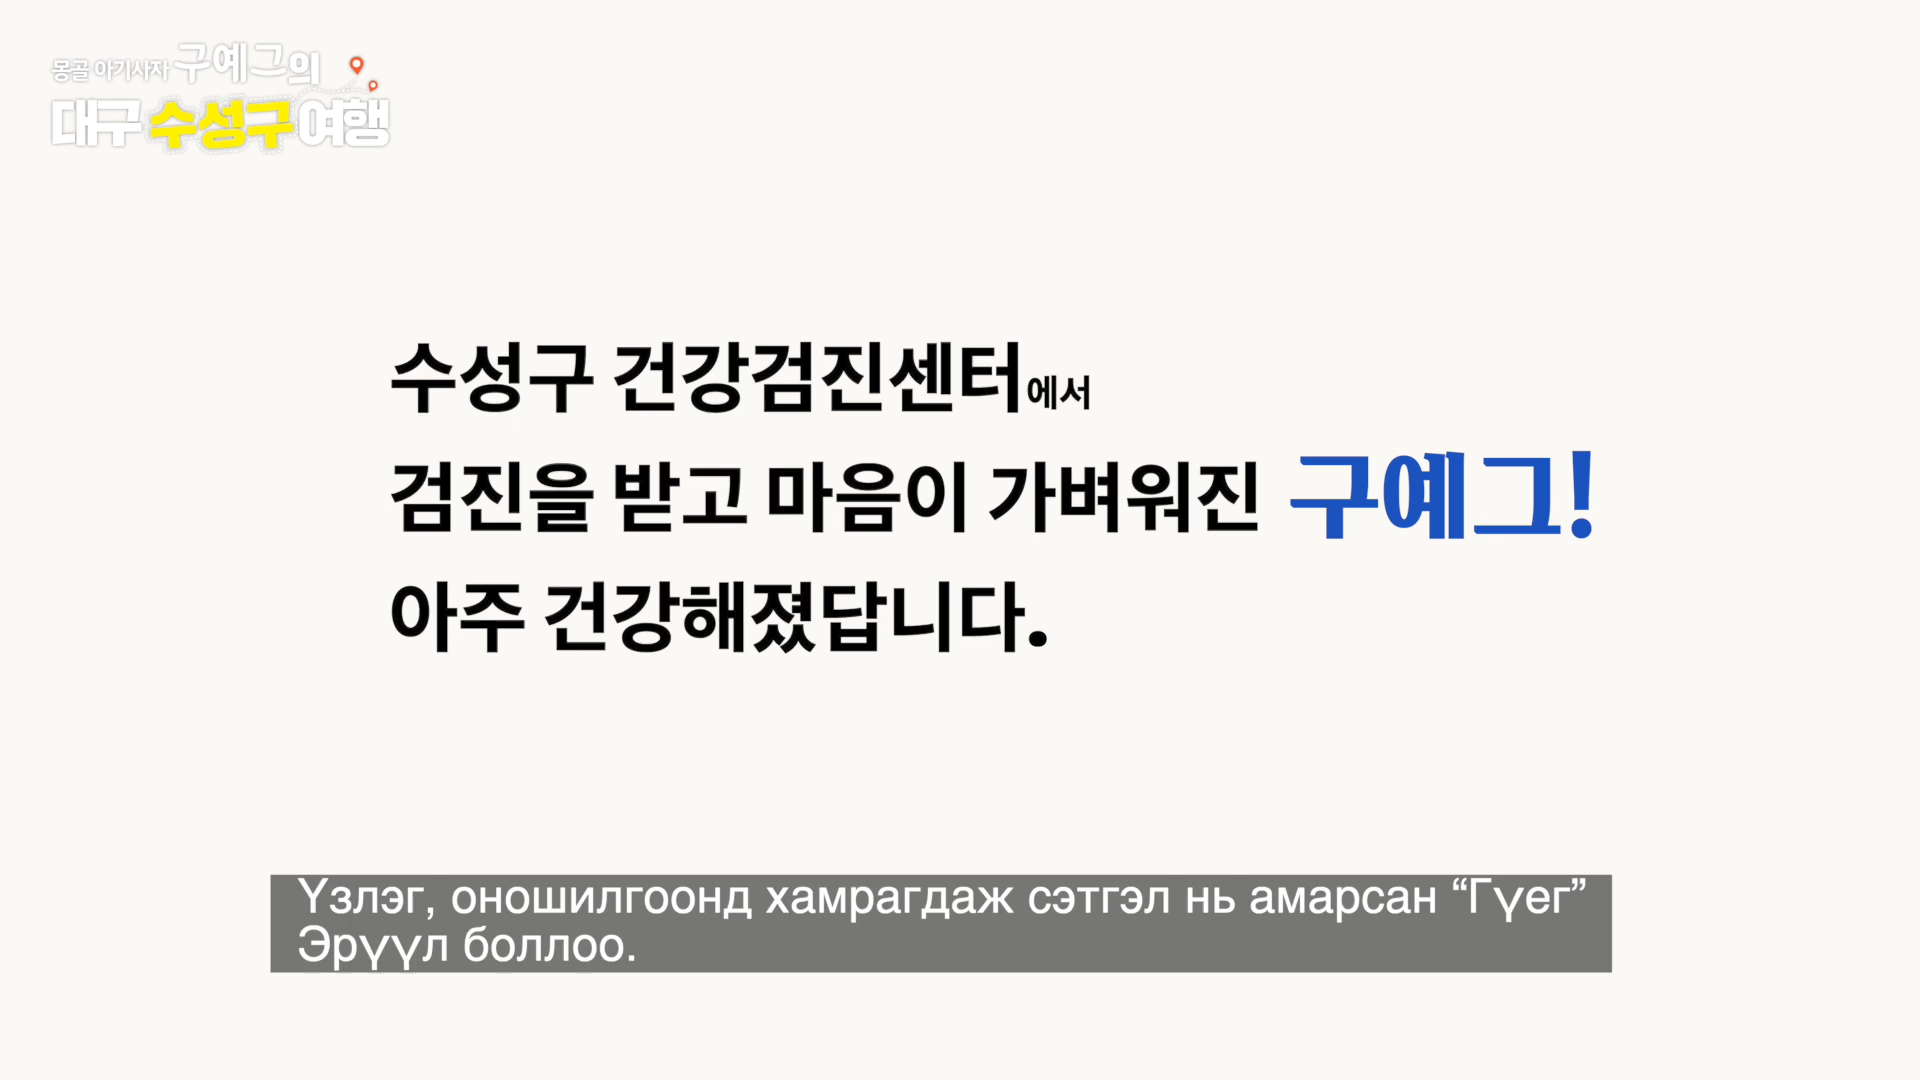 몽골 아기사자 구예그의
대구 수성구 여행
수성구 건강검진센터에서
검진을 받고 마음이 가벼워진 구예그!
아주 건강해졌답니다.
Үзлэг, оношилгоонд хамрагдаж сэтгэл нь амарсан “Гүег”
Эрүүл боллоо.